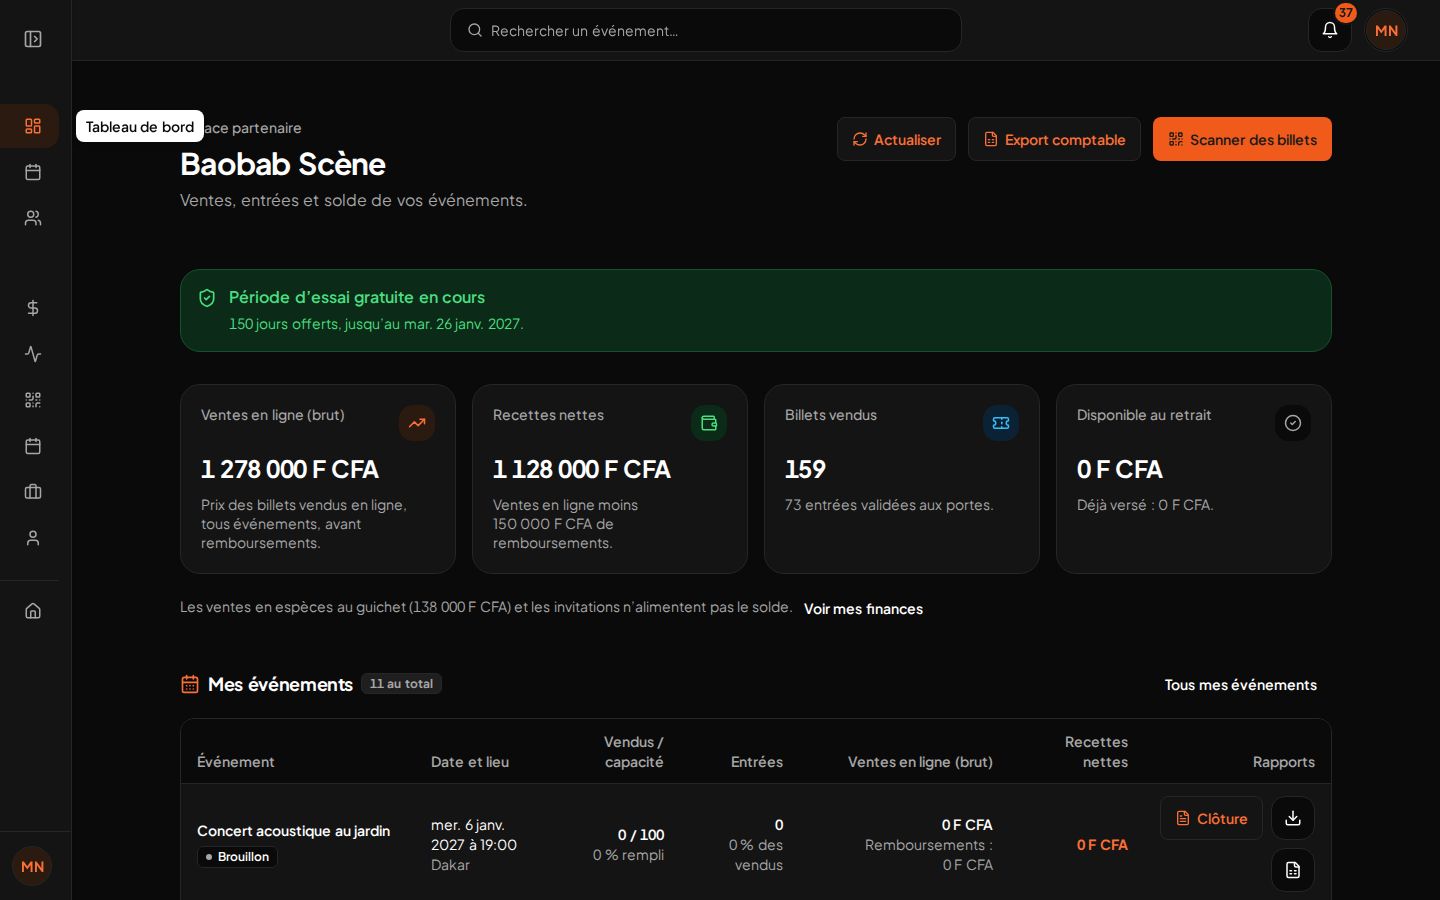 Rechercher un événement…
37
MN
Tableau de bord
ace partenaire
Actualiser
Export comptable
Scanner des billets
Baobab Scène
Ventes, entrées et solde de vos événements.
Période d’essai gratuite en cours
150 jours offerts, jusqu’au mar. 26 janv. 2027.
Ventes en ligne (brut)
1 278 000 F CFA
Prix des billets vendus en ligne,
tous événements, avant
remboursements.
Recettes nettes
1 128 000 F CFA
Ventes en ligne moins
150 000 F CFA de
remboursements.
Billets vendus
159
73 entrées validées aux portes.
Disponible au retrait
0 F CFA
Déjà versé : 0 F CFA.
Les ventes en espèces au guichet (138 000 F CFA) et les invitations n’alimentent pas le solde.
Voir mes finances
Mes événements
11 au total
Tous mes événements
Événement
Date et lieu
Vendus /
capacité
Entrées
Ventes en ligne (brut)
Recettes
nettes
Rapports
Concert acoustique au jardin
Brouillon
mer. 6 janv.
2027 à 19:00
Dakar
0 / 100
0 % rempli
0
0 % des
vendus
0 F CFA
Remboursements :
0 F CFA
0 F CFA
Clôture
MN